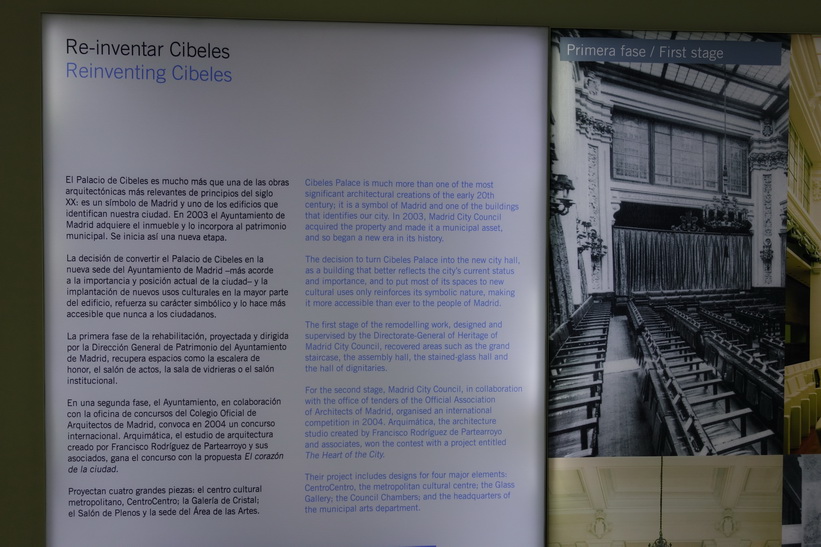 Re-inventar Cibeles
Reinventing Cibeles
El Palacio de Cibeles es mucho más que una de las obras
arquitectónicas más relevantes de principios del siglo
XX: es un símbolo de Madrid y uno de los edificios que
identifican nuestra ciudad. En 2003 el Ayuntamiento de
Madrid adquiere el inmueble y lo incorpora al patrimonio
municipal. Se inicia así una nueva etapa.
La decisión de convertir el Palacio de Cibeles en la
nueva sede del Ayuntamiento de Madrid –más acorde
a la importancia y posición actual de la ciudad– y la
implantación de nuevos usos culturales en la mayor parte
del edificio, refuerza su carácter simbólico y lo hace más
accesible que nunca a los ciudadanos.
La primera fase de la rehabilitación, proyectada y dirigida
por la Dirección General de Patrimonio del Ayuntamiento
de Madrid, recupera espacios como la escalera de
honor, el salón de actos, la sala de vidrieras o el salón
institucional.
En una segunda fase, el Ayuntamiento, en colaboración
con la oficina de concursos del Colegio Oficial de
Arquitectos de Madrid, convoca en 2004 un concurso
internacional. Arquimática, el estudio de arquitectura
creado por Francisco Rodríguez de Partearroyo y sus
asociados, gana el concurso con la propuesta El corazón
de la ciudad.
Proyectan cuatro grandes piezas: el centro cultural
metropolitano, CentroCentro; la Galería de Cristal;
el Salón de Plenos y la sede del Área de las Artes.
Cibeles Palace is much more than one of the most
significant architectural creations of the early 20th
century; it is a symbol of Madrid and one of the buildings
that identifies our city. In 2003, Madrid City Council
acquired the property and made it a municipal asset,
and so began a new era in its history.
The decision to turn Cibeles Palace into the new city hall,
as a building that better reflects the city's current status
and importance, and to put most of its spaces to new
cultural uses only reinforces its symbolic nature, making
it more accessible than ever to the people of Madrid.
The first stage of the remodelling work, designed and
supervised by the Directorate-General of Heritage of
Madrid City Council, recovered areas such as the grand
staircase, the assembly hall, the stained-glass hall and
the hall of dignitaries.
For the second stage, Madrid City Council, in collaboration
with the office of tenders of the Official Association
of Architects of Madrid, organised an international
competition in 2004. Arquimática, the architecture
studio created by Francisco Rodríguez de Partearroyo
and associates, won the contest with a project entitled
The Heart of the City.
Their project includes designs for four major elements:
CentroCentro, the metropolitan cultural centre; the Glass
Gallery; the Council Chambers; and the headquarters of
the municipal arts department.
Primera fase / First stage